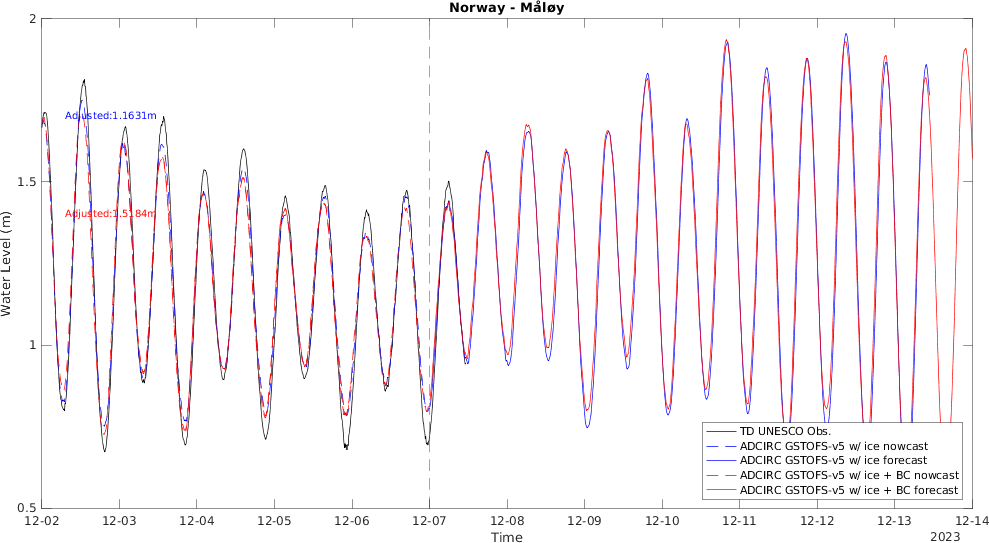 Norway - Måløy
2
1.5
1
0.5
Water Level (m)
Adjusted:1.1631m
Adjusted:1.5184m
TD UNESCO Obs.
ADCIRC GSTOFS-v5 w/ ice nowcast
ADCIRC GSTOFS-v5 w/ ice forecast
ADCIRC GSTOFS-v5 w/ ice + BC nowcast
ADCIRC GSTOFS-v5 w/ ice + BC forecast
12-02 12-03 12-04 12-05 12-06 12-07 12-08 12-09 12-10 12-11 12-12 12-13 12-14
Time
2023